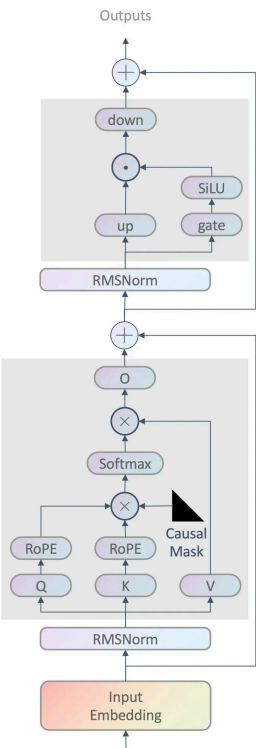 Outputs
down
SiLU
up
gate
RMSNorm
O
Softmax
Causal
Mask
RoPE
RoPE
Q
K
V
RMSNorm
Input
Embedding